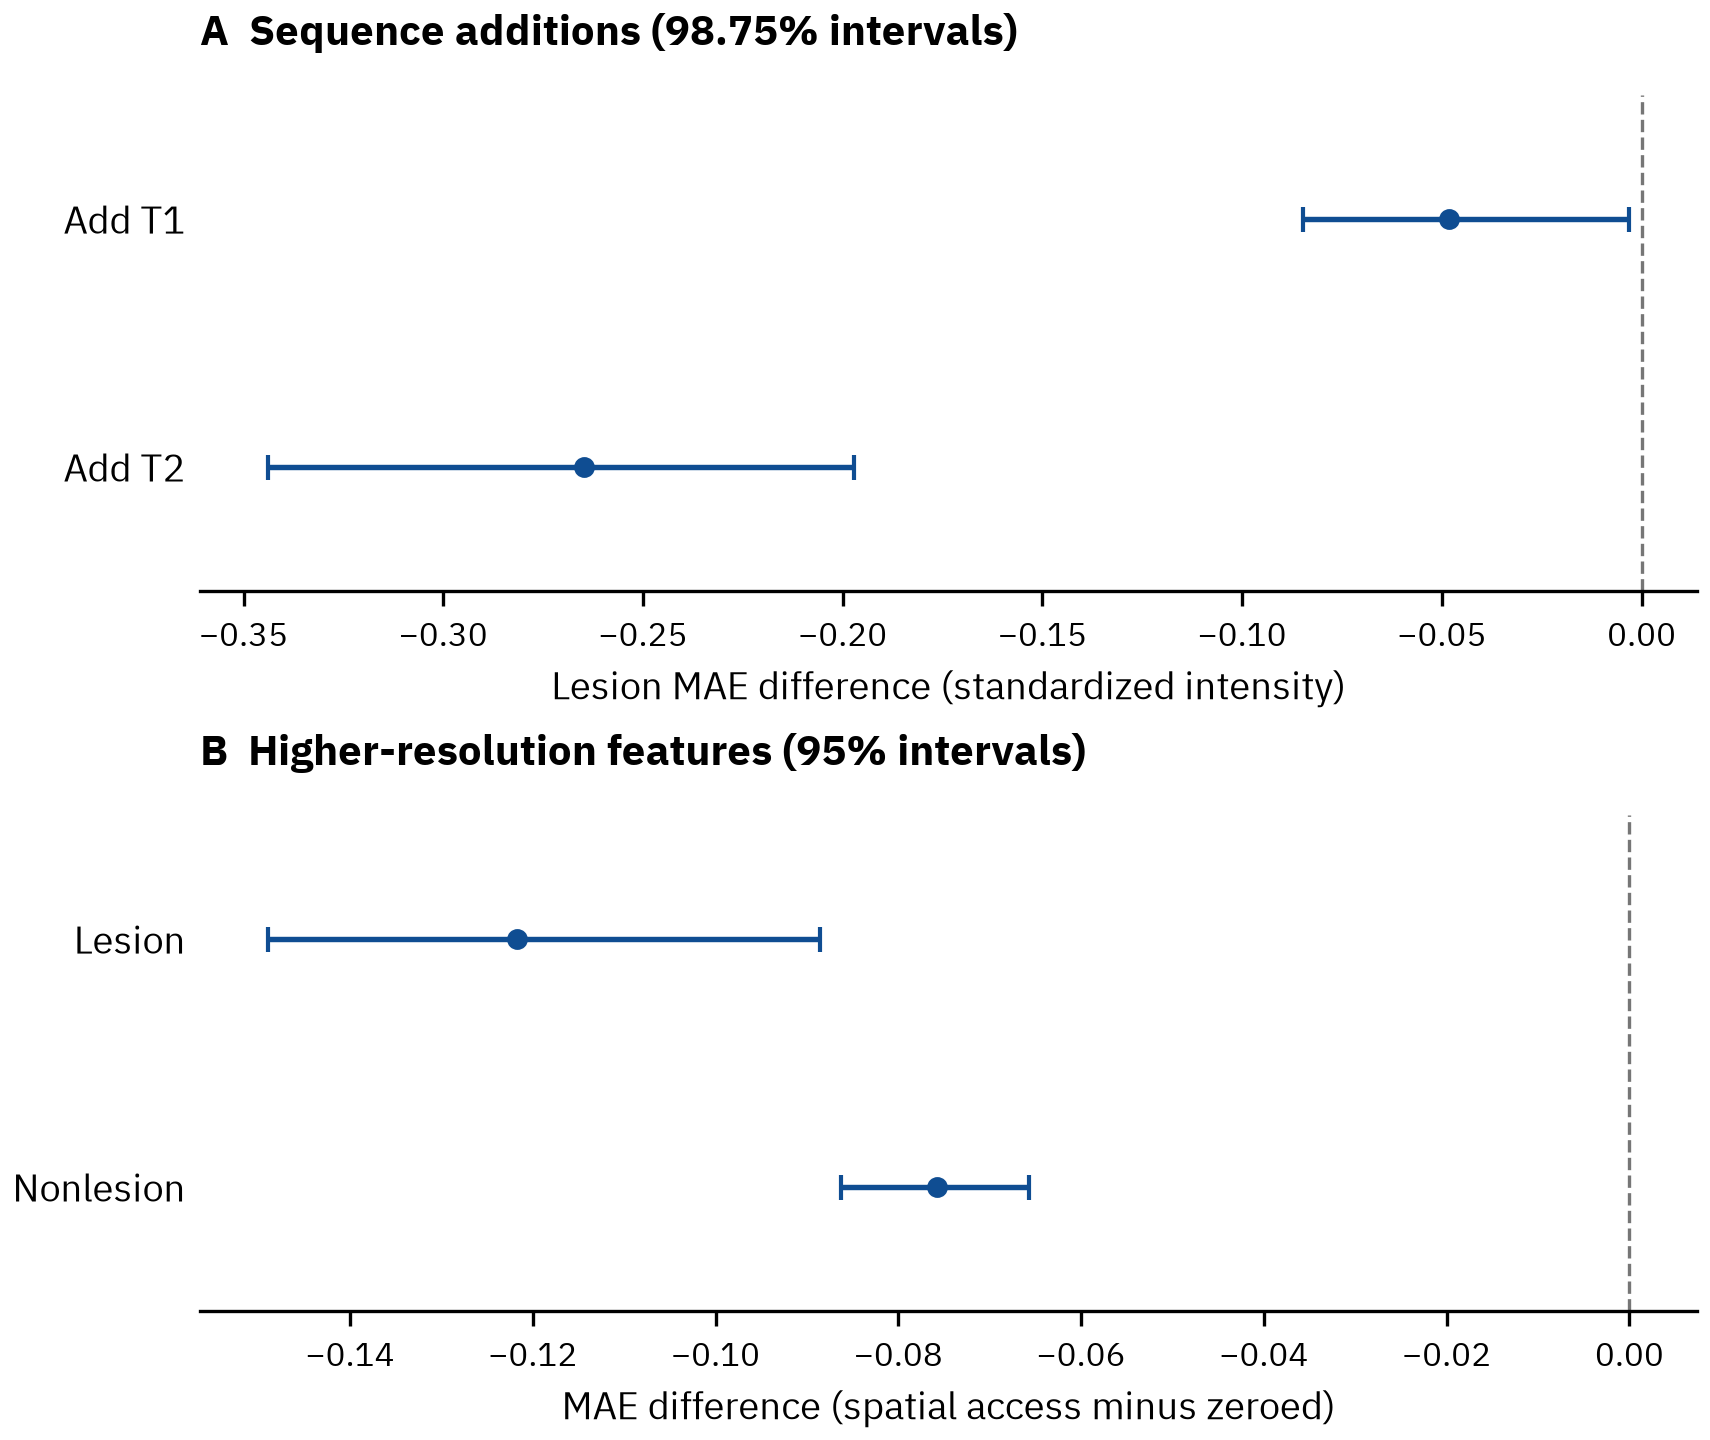 A Sequence additions (98.75% intervals)
Add T1
Add T2
−0.35 −0.30 −0.25 −0.20 −0.15 −0.10 −0.05 0.00
Lesion MAE difference (standardized intensity)
B Higher-resolution features (95% intervals)
Lesion
Nonlesion
−0.14 −0.12 −0.10 −0.08 −0.06 −0.04 −0.02 0.00
MAE difference (spatial access minus zeroed)